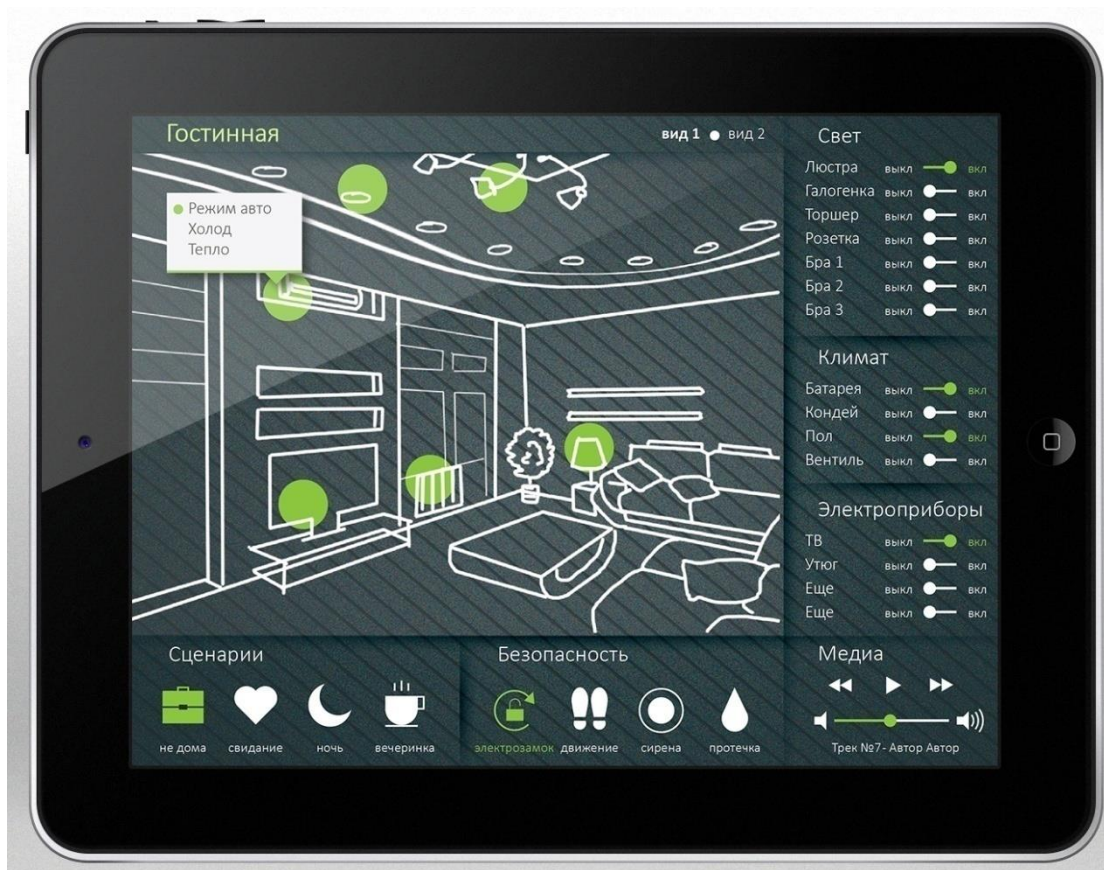 Гостинная
вид 1 вид 2
Режим авто
Холод
Тепло
Свет
Люстра выкл вкл
Галогенка выкл вкл
Торшер выкл вкл
Розетка выкл вкл
Бра 1 выкл вкл
Бра 2 выкл вкл
Бра 3 выкл вкл
Климат
Батарея выкл вкл
Кондей выкл вкл
Пол выкл вкл
Вентиль выкл вкл
Электроприборы
ТВ выкл вкл
Утюг выкл вкл
Еще выкл вкл
Еще выкл вкл
Сценарии
не дома свидание ночь вечеринка
Безопасность
электрозамок движение сирена протечка
Медиа
Трек №7- Автор Автор